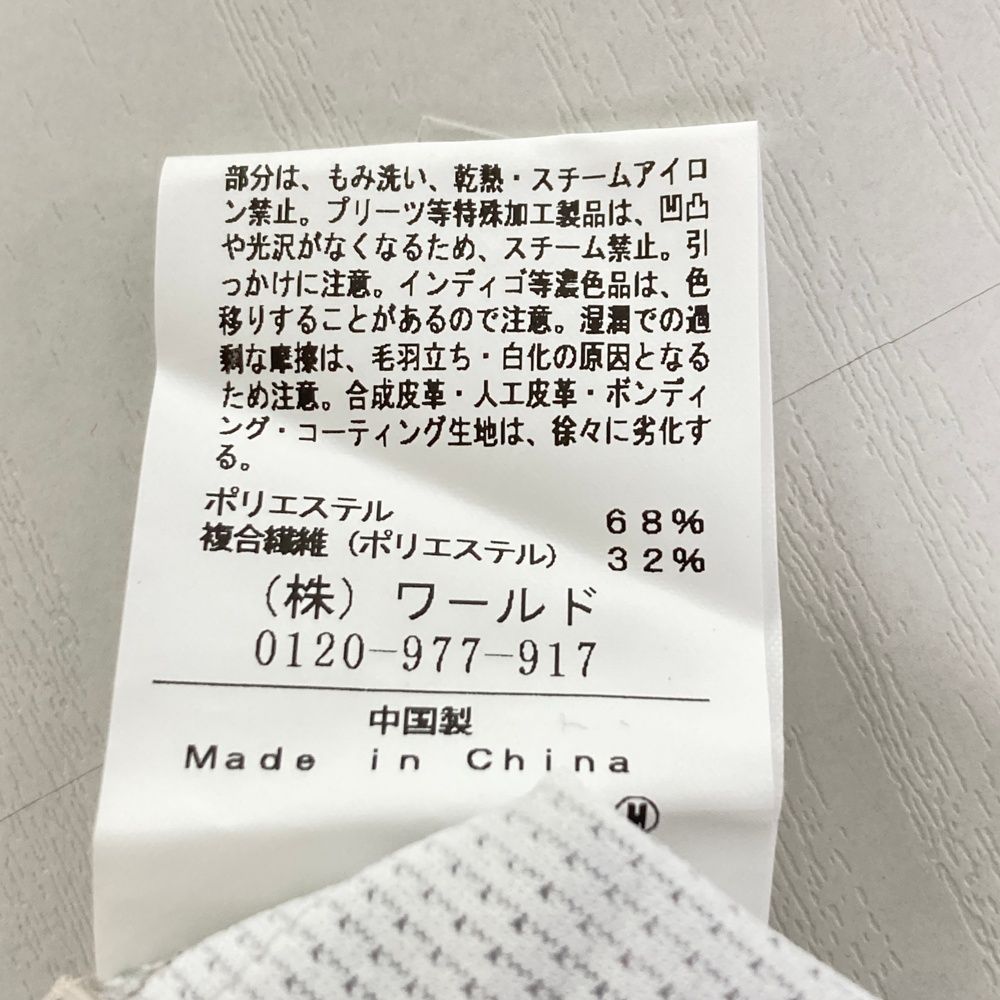 部分は、もみ洗い、乾熱・スチームアイロ
ン禁止。プリーツ等特殊加工製品は、凹凸
や光沢がなくなるため、スチーム禁止。引
っかけに注意。インディゴ等濃色品は、色
移りすることがあるので注意。湿潤での過
剰な摩擦は、毛羽立ち・白化の原因となる
ため注意。合成皮革・人工皮革・ボンディ
ング・コーティング生地は、徐々に劣化す
る。
ポリエステル 68%
複合繊維（ポリエステル） 32%
（株）ワールド
0120-977-917
中国製
Made in China
Ⓜ